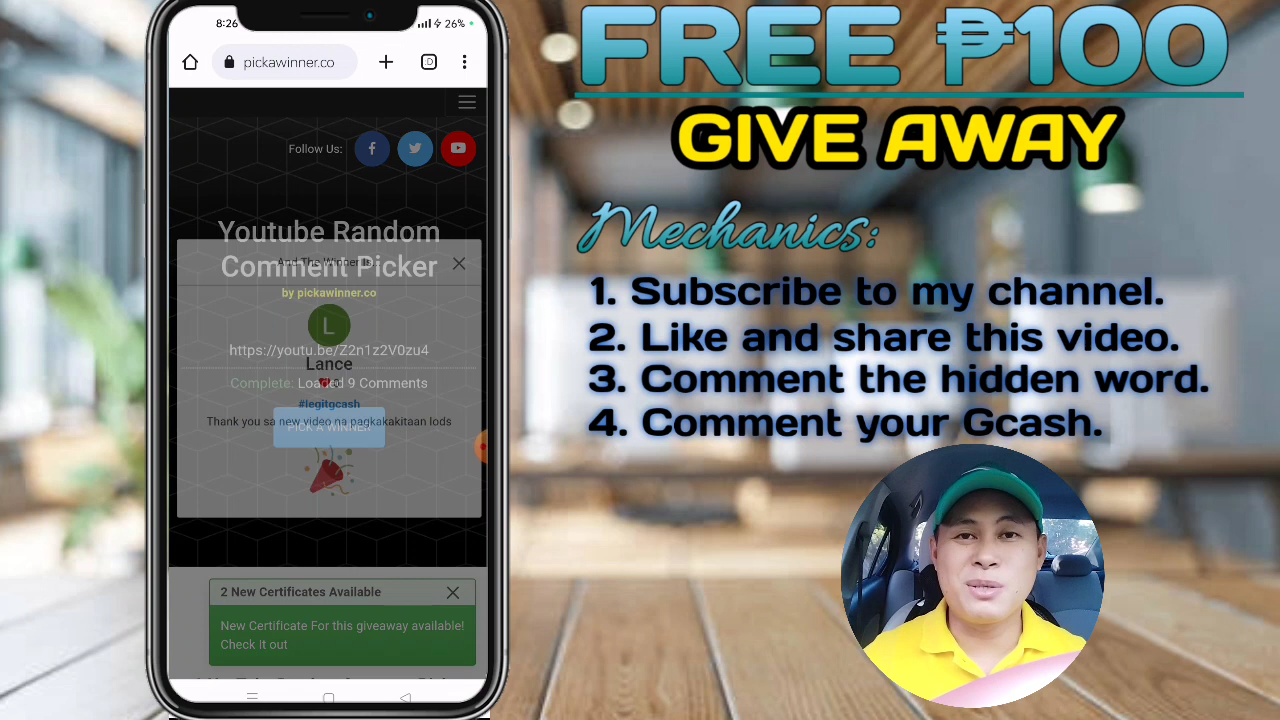 8:26
26%
pickawinner.co
:D
Follow Us:
Youtube Random
Comment Picker
And The Winner Is...
by pickawinner.co
L
https://youtu.be/Z2n1z2V0zu4
Lance
Complete: Loaded 9 Comments
#legitgcash
Thank you sa new video na pagkakakitaan lods
PICK A WINNER
2 New Certificates Available
New Certificate For this giveaway available!
Check it out
FREE ₱100
GIVE AWAY
Mechanics:
1. Subscribe to my channel.
2. Like and share this video.
3. Comment the hidden word.
4. Comment your Gcash.